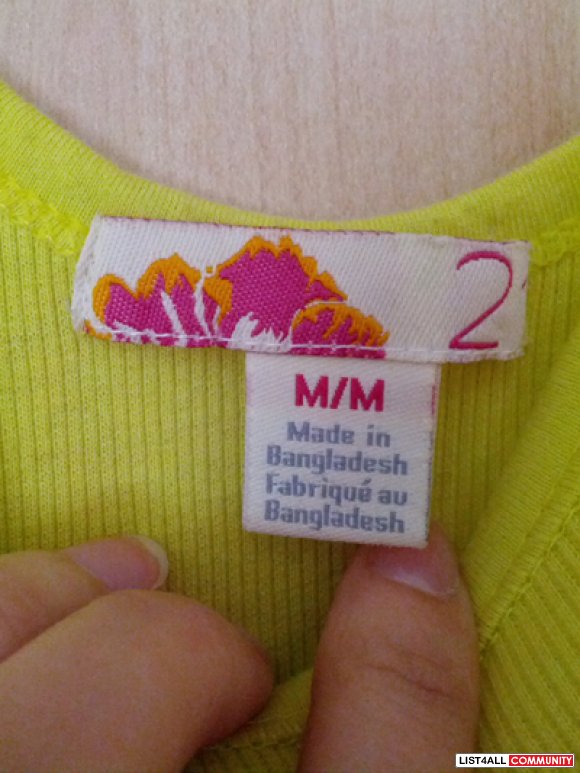 2
M/M
Made in
Bangladesh
Fabriqué au
Bangladesh
LIST4ALL COMMUNITY